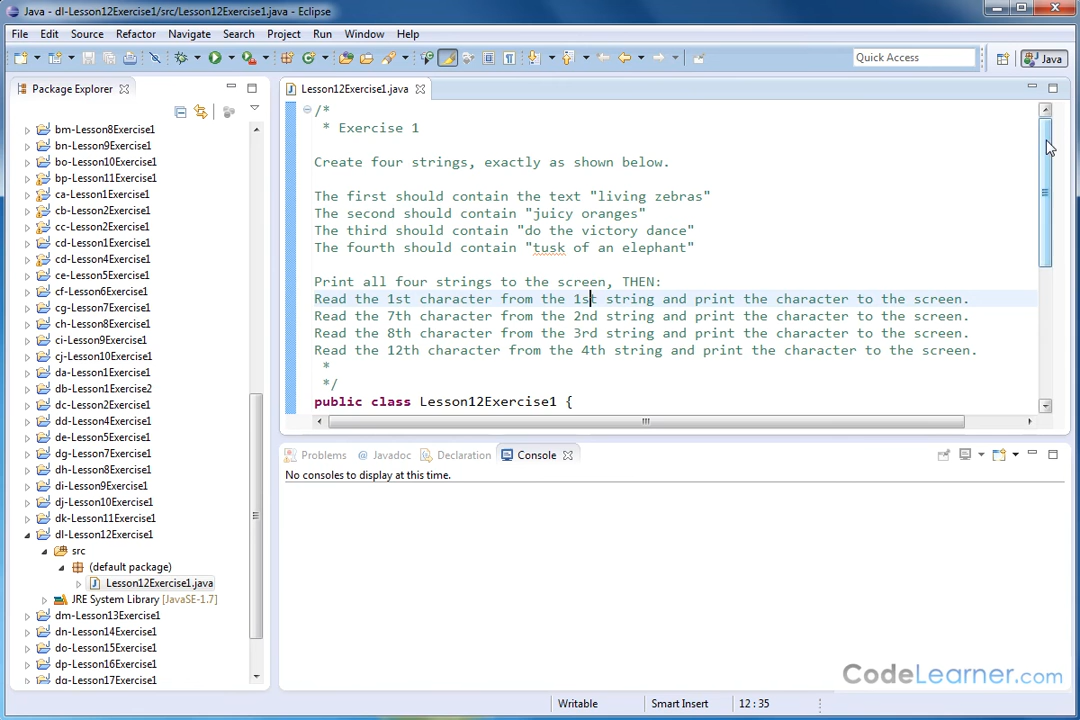 Java - dl-Lesson12Exercise1/src/Lesson12Exercise1.java - Eclipse
File Edit Source Refactor Navigate Search Project Run Window Help
Quick Access
Java
Package Explorer
bm-Lesson8Exercise1
bn-Lesson9Exercise1
bo-Lesson10Exercise1
bp-Lesson11Exercise1
ca-Lesson1Exercise1
cb-Lesson2Exercise1
cc-Lesson2Exercise1
cd-Lesson1Exercise1
cd-Lesson4Exercise1
ce-Lesson5Exercise1
cf-Lesson6Exercise1
cg-Lesson7Exercise1
ch-Lesson8Exercise1
ci-Lesson9Exercise1
cj-Lesson10Exercise1
da-Lesson1Exercise1
db-Lesson1Exercise2
dc-Lesson2Exercise1
dd-Lesson4Exercise1
de-Lesson5Exercise1
dg-Lesson7Exercise1
dh-Lesson8Exercise1
di-Lesson9Exercise1
dj-Lesson10Exercise1
dk-Lesson11Exercise1
dl-Lesson12Exercise1
src
(default package)
Lesson12Exercise1.java
JRE System Library [JavaSE-1.7]
dm-Lesson13Exercise1
dn-Lesson14Exercise1
do-Lesson15Exercise1
dp-Lesson16Exercise1
dq-Lesson17Exercise1
Lesson12Exercise1.java
/*
* Exercise 1
Create four strings, exactly as shown below.
The first should contain the text "living zebras"
The second should contain "juicy oranges"
The third should contain "do the victory dance"
The fourth should contain "tusk of an elephant"
Print all four strings to the screen, THEN:
Read the 1st character from the 1st string and print the character to the screen.
Read the 7th character from the 2nd string and print the character to the screen.
Read the 8th character from the 3rd string and print the character to the screen.
Read the 12th character from the 4th string and print the character to the screen.
*
*/
public class Lesson12Exercise1 {
Problems @ Javadoc Declaration Console
No consoles to display at this time.
CodeLearner.com
Writable Smart Insert 12 : 35